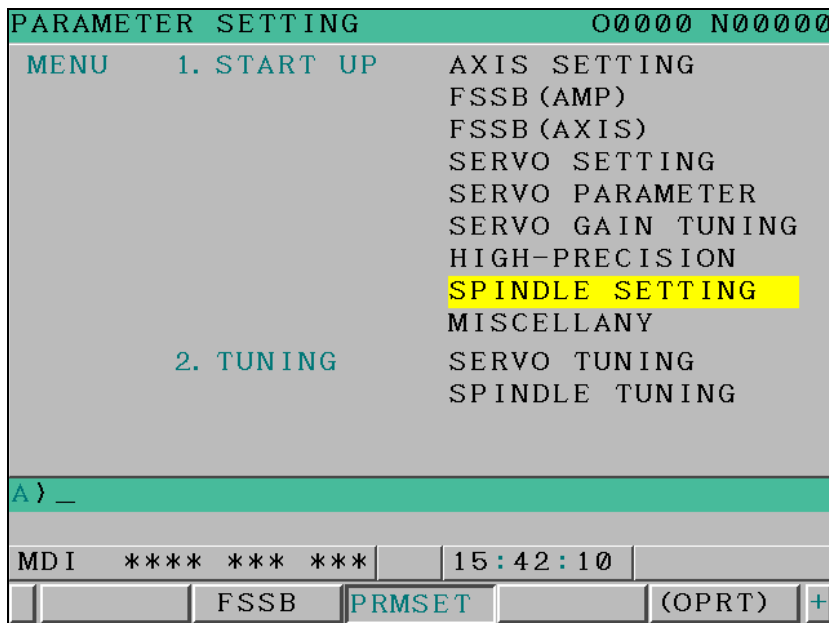 PARAMETER SETTING O0000 N00000
MENU 1. START UP AXIS SETTING
FSSB(AMP)
FSSB(AXIS)
SERVO SETTING
SERVO PARAMETER
SERVO GAIN TUNING
HIGH-PRECISION
SPINDLE SETTING
MISCELLANY
2. TUNING SERVO TUNING
SPINDLE TUNING
A)_
MDI **** *** *** 15:42:10
FSSB PRMSET (OPRT) +